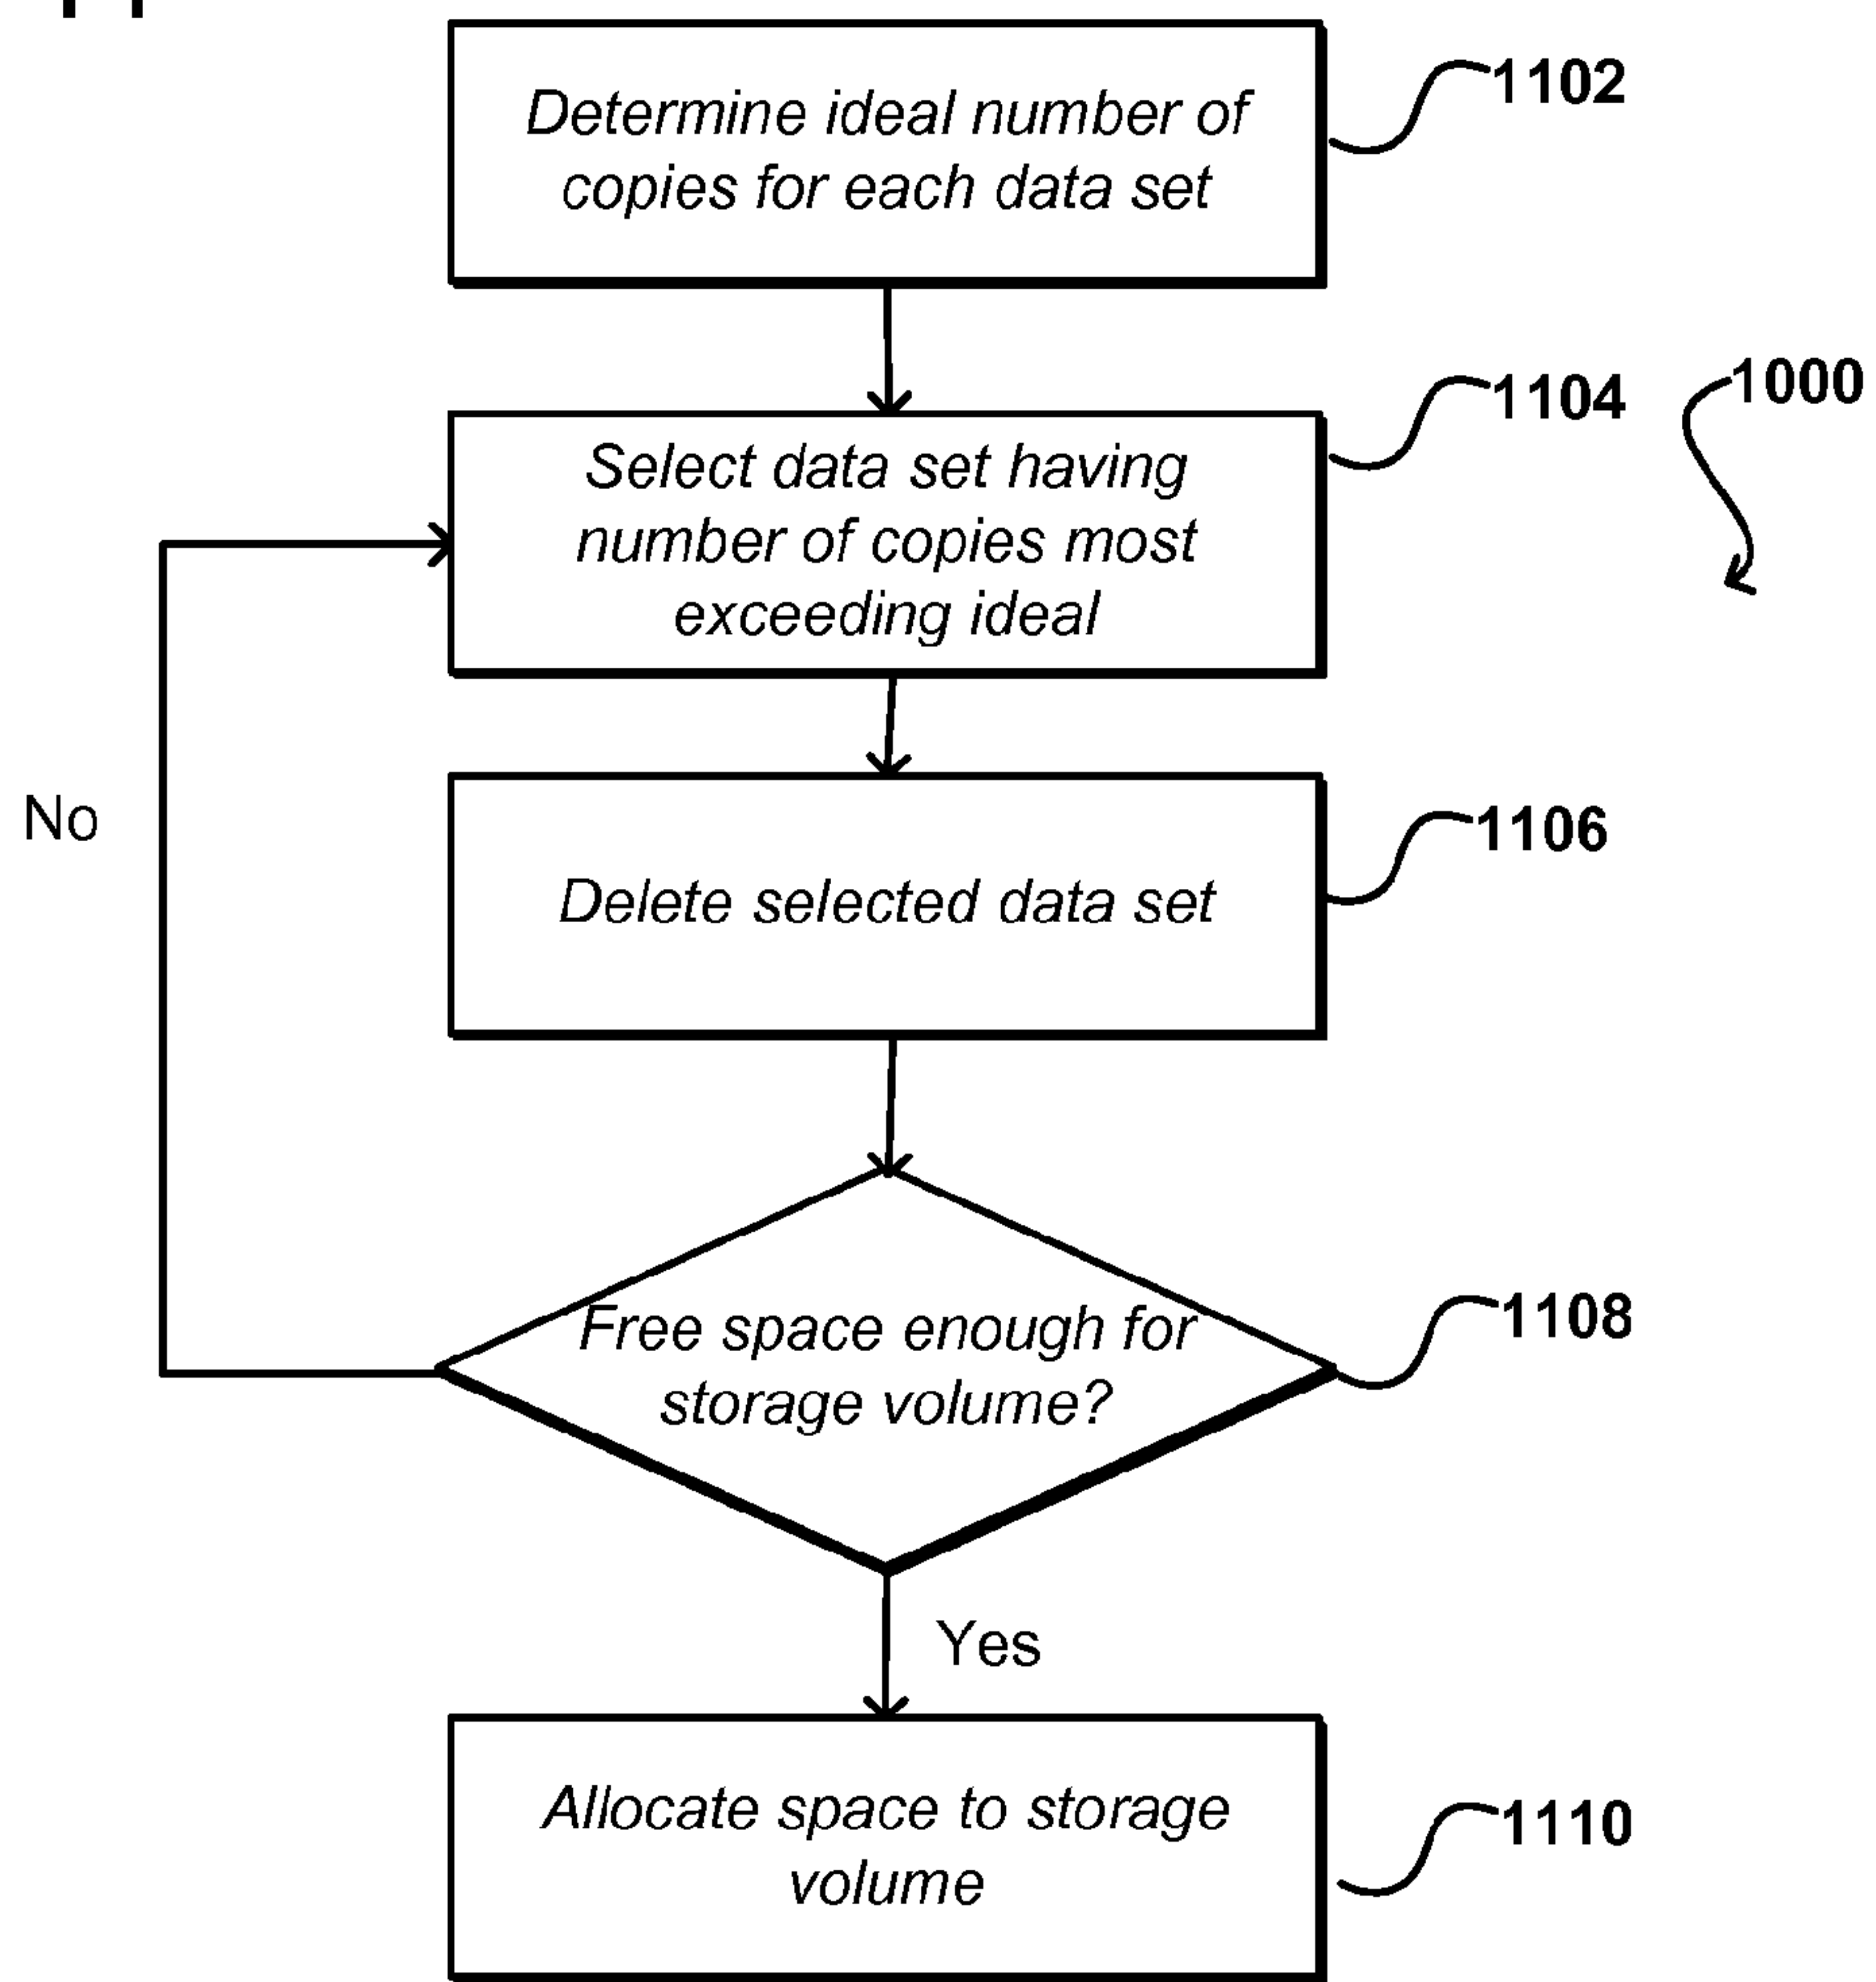 Determine ideal number of
copies for each data set
1102
Select data set having
number of copies most
exceeding ideal
1104
1000
Delete selected data set
1106
No
Free space enough for
storage volume?
1108
Yes
Allocate space to storage
volume
1110